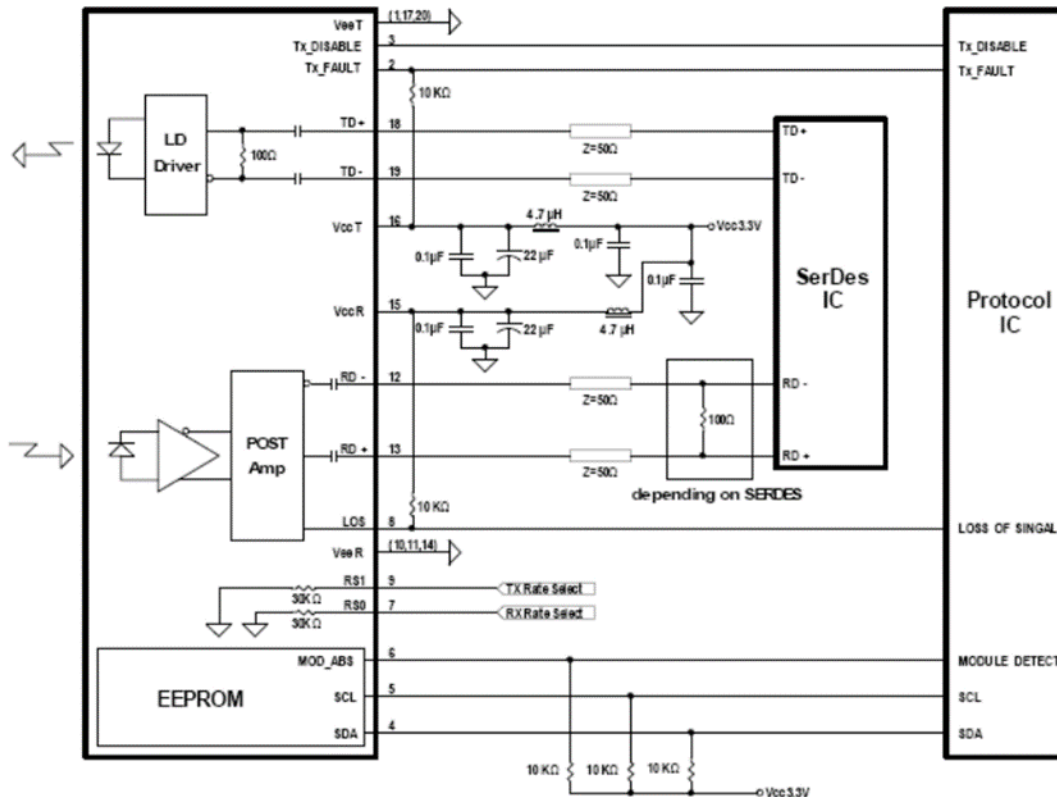 VeeT (1,17,20)
Tx_DISABLE 3 Tx_DISABLE
Tx_FAULT 2 Tx_FAULT
10 KΩ
LD
Driver
100Ω
TD+ 18 Z=50Ω TD+
TD- 19 Z=50Ω TD-
VccT 16 4.7 µH Vcc3.3V
0.1µF 22 µF 0.1µF 0.1µF
SerDes
IC
Protocol
IC
VccR 15
0.1µF 22 µF 4.7 µH
RD - 12 Z=50Ω RD -
100Ω
POST
Amp
RD + 13 Z=50Ω RD +
depending on SERDES
10 KΩ
LOS 8 LOSS OF SINGAL
VeeR (10,11,14)
RS1 9 TX Rate Select
30KΩ
RS0 7 RX Rate Select
30KΩ
MOD_ABS 6 MODULE DETECT
EEPROM
SCL 5 SCL
SDA 4 SDA
10 KΩ 10 KΩ 10 KΩ
Vcc3.3V